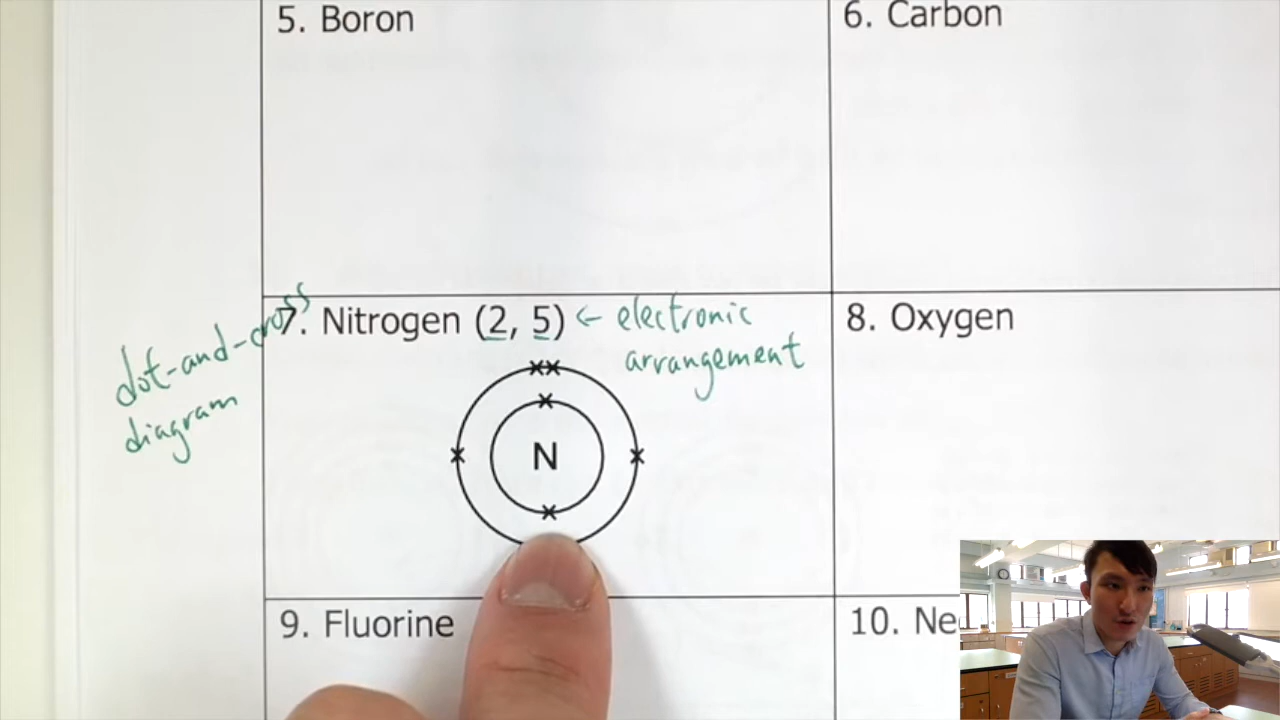 5. Boron
6. Carbon
7. Nitrogen (2, 5) ← electronic
arrangement
8. Oxygen
dot-and-cross
diagram
N
9. Fluorine
10. Ne